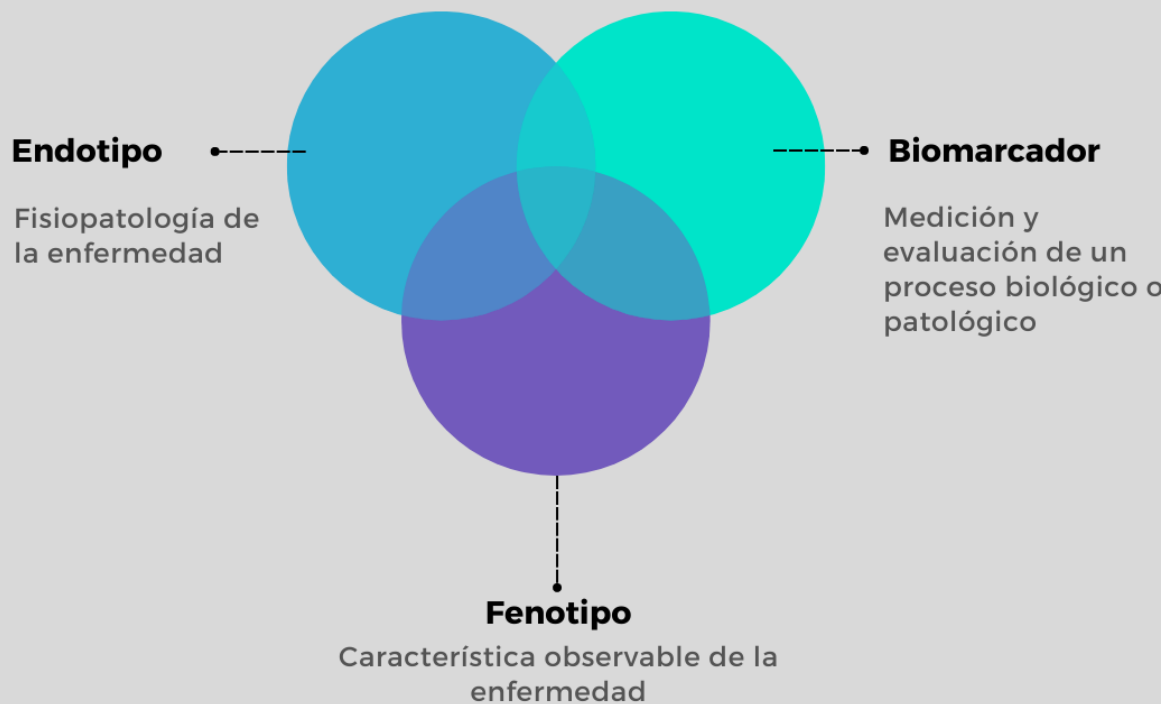 Endotipo
Fisiopatología de
la enfermedad
Biomarcador
Medición y
evaluación de un
proceso biológico o
patológico
Fenotipo
Característica observable de la
enfermedad